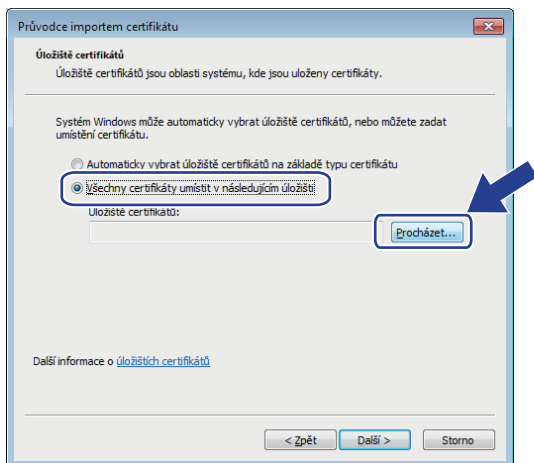 Průvodce importem certifikátu
Úložiště certifikátů
Úložiště certifikátů jsou oblasti systému, kde jsou uloženy certifikáty.
Systém Windows může automaticky vybrat úložiště certifikátů, nebo můžete zadat
umístění certifikátu.
Automaticky vybrat úložiště certifikátů na základě typu certifikátu
Všechny certifikáty umístit v následujícím úložišti
Úložiště certifikátů:
Procházet...
Další informace o úložištích certifikátů
< Zpět Další > Storno